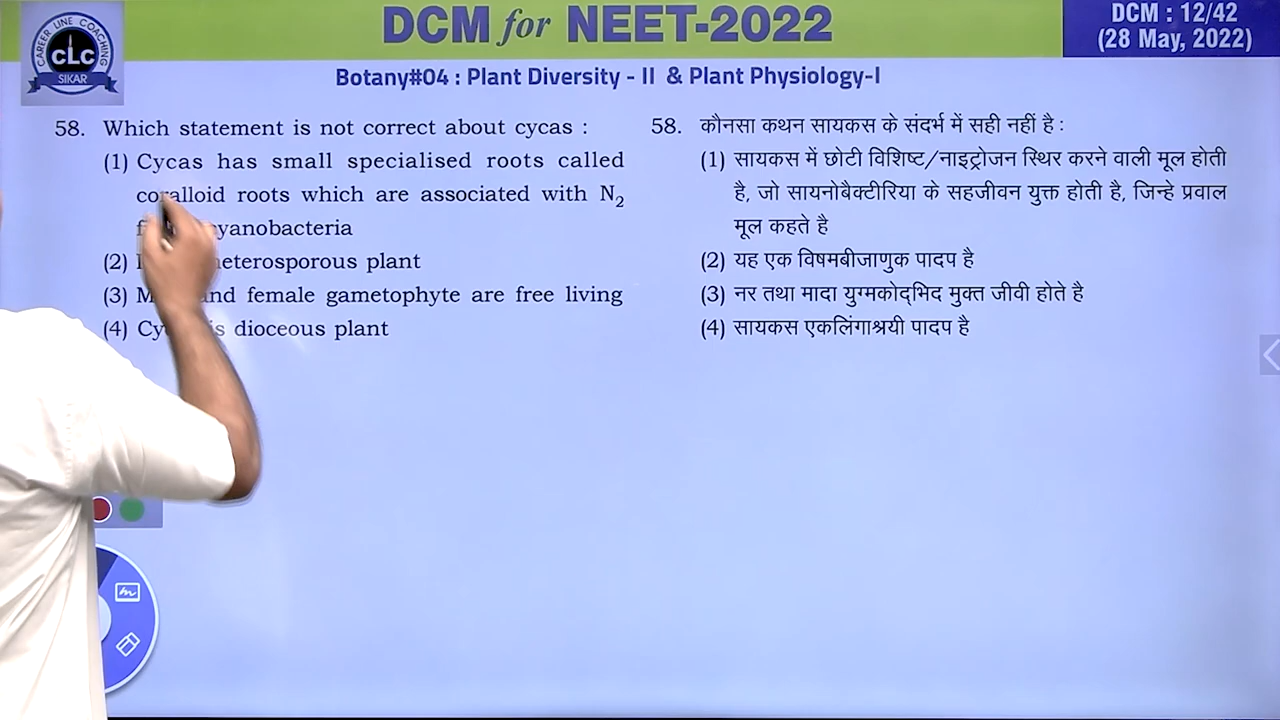 CAREER LINE COACHING
CLC
SIKAR
DCM for NEET-2022
DCM : 12/42
(28 May, 2022)
Botany#04 : Plant Diversity - II & Plant Physiology-I
58. Which statement is not correct about cycas :
(1) Cycas has small specialised roots called
coralloid roots which are associated with N2
cyanobacteria
(2) heterosporous plant
(3) and female gametophyte are free living
(4) is dioceous plant
58. कौनसा कथन सायकस के संदर्भ में सही नहीं है :
(1) सायकस में छोटी विशिष्ट/नाइट्रोजन स्थिर करने वाली मूल होती
है, जो सायनोबैक्टीरिया के सहजीवन युक्त होती है, जिन्हे प्रवाल
मूल कहते है
(2) यह एक विषमबीजाणुक पादप है
(3) नर तथा मादा युग्मकोद्भिद मुक्त जीवी होते है
(4) सायकस एकलिंगाश्रयी पादप है